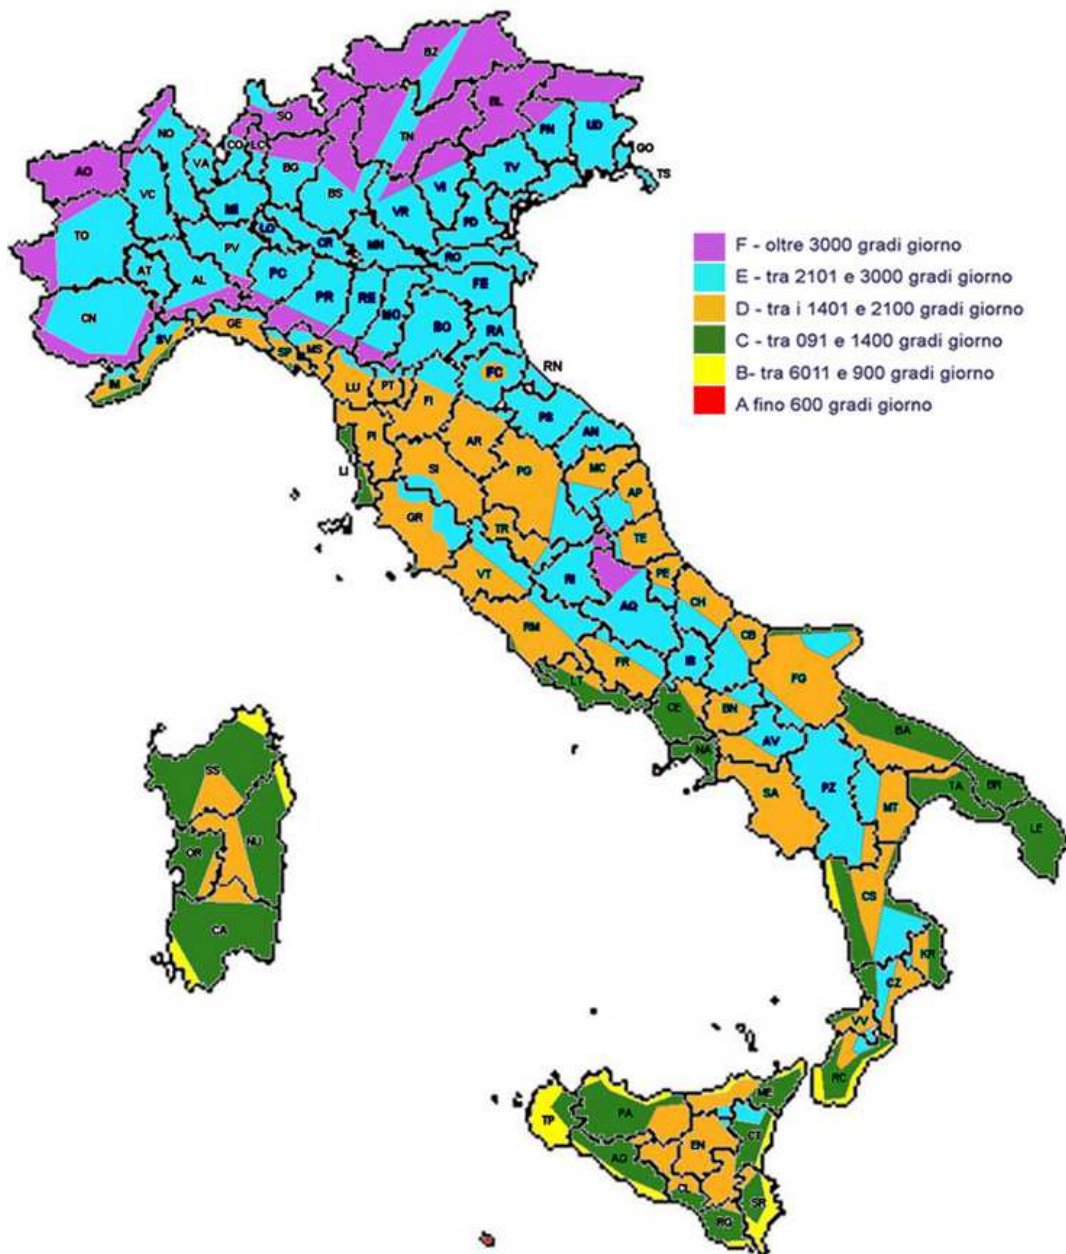 BZ
SO
BL
NO
TN
PN
UD
CO
LC
GO
AO
VA
BG
TS
VC
BS
VI
TV
MI
VR
PD
TO
LO
PV
CR
MN
RO
AT
AL
PC
PR
RE
MO
FE
CN
BO
GE
RA
SV
SP
MS
FC
RN
IM
LU
PT
FI
PS
AN
PI
AR
LI
SI
PG
MC
AP
GR
TR
TE
VT
RI
PE
CH
AQ
RM
CB
FR
IS
FG
LT
CE
BN
NA
AV
BA
SS
SA
PZ
TA
BR
MT
LE
OR
NU
CS
CA
KR
CZ
VV
RC
ME
PA
TP
CT
EN
AG
CL
SR
RG
F - oltre 3000 gradi giorno
E - tra 2101 e 3000 gradi giorno
D - tra i 1401 e 2100 gradi giorno
C - tra 091 e 1400 gradi giorno
B- tra 6011 e 900 gradi giorno
A fino 600 gradi giorno